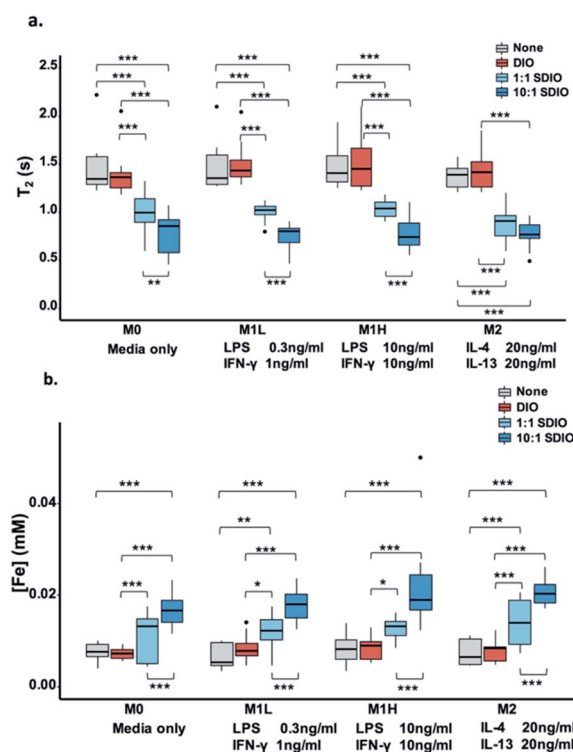 a.
None
DIO
1:1 SDIO
10:1 SDIO
T2 (s)
2.5
2.0
1.5
1.0
0.5
0.0
*** *** *** ***
*** *** ***
*** *** ***
*** *** ***
** *** *** ***
***
***
M0 M1L M1H M2
Media only LPS 0.3ng/ml LPS 10ng/ml IL-4 20ng/ml
IFN-γ 1ng/ml IFN-γ 10ng/ml IL-13 20ng/ml
b.
None
DIO
1:1 SDIO
10:1 SDIO
[Fe] (mM)
0.04
0.02
0.00
*** *** *** ***
** ***
*** *** *** ***
*** * * ***
*** *** *** ***
M0 M1L M1H M2
Media only LPS 0.3ng/ml LPS 10ng/ml IL-4 20ng/ml
IFN-γ 1ng/ml IFN-γ 10ng/ml IL-13 20ng/ml